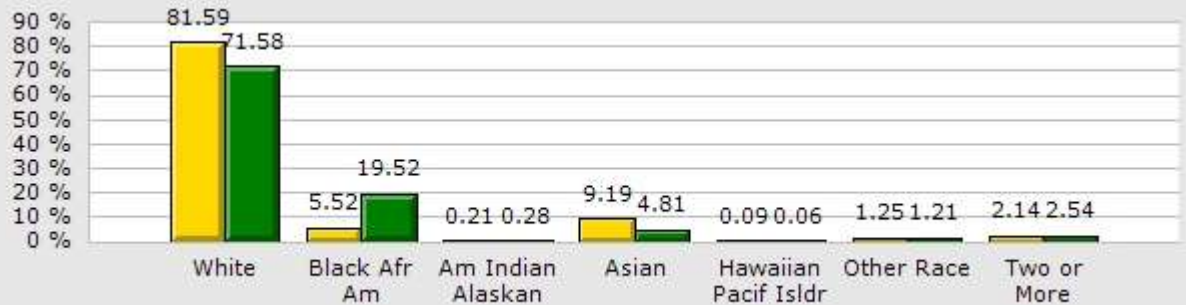 90 %
80 %
70 %
60 %
50 %
40 %
30 %
20 %
10 %
0 %
81.59
71.58
5.52
19.52
0.21 0.28
9.19
4.81
0.09 0.06
1.25 1.21
2.14 2.54
White
Black Afr
Am
Am Indian
Alaskan
Asian
Hawaiian
Pacif Isldr
Other Race
Two or
More